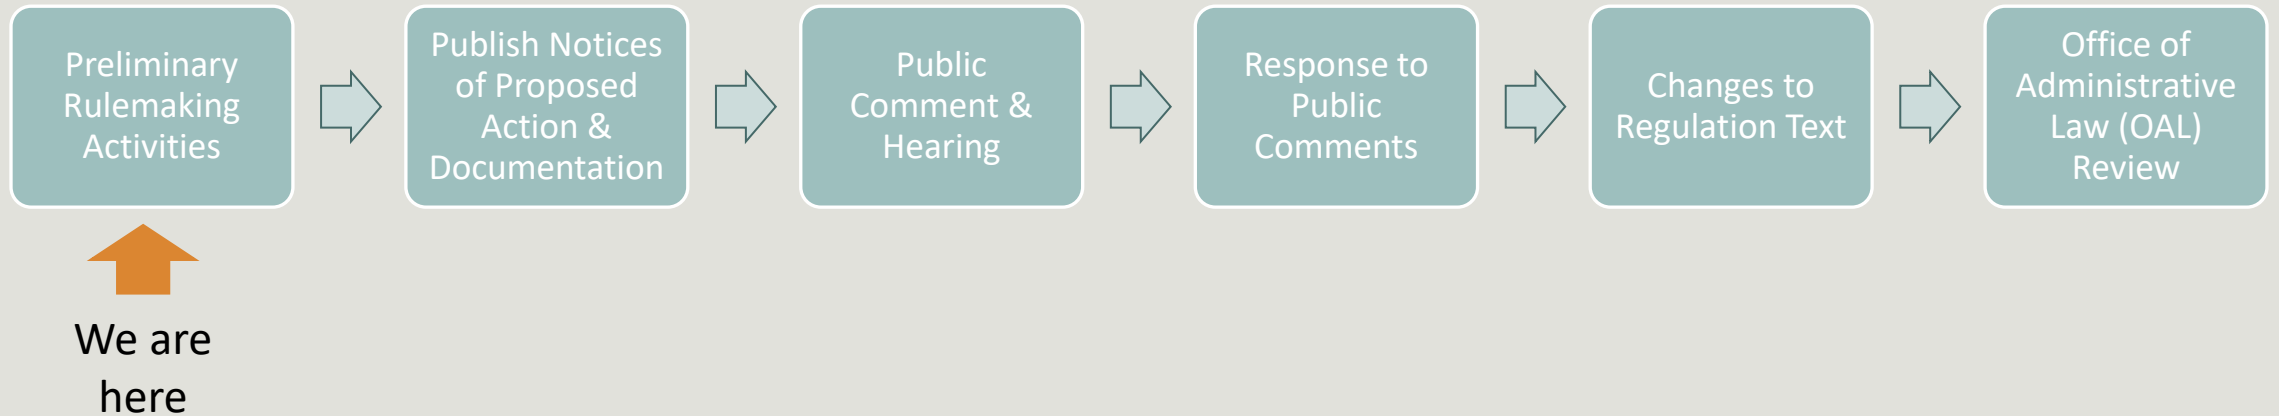 Preliminary
Rulemaking
Activities
Publish Notices
of Proposed
Action &
Documentation
Public
Comment &
Hearing
Response to
Public
Comments
Changes to
Regulation Text
Office of
Administrative
Law (OAL)
Review
We are
here